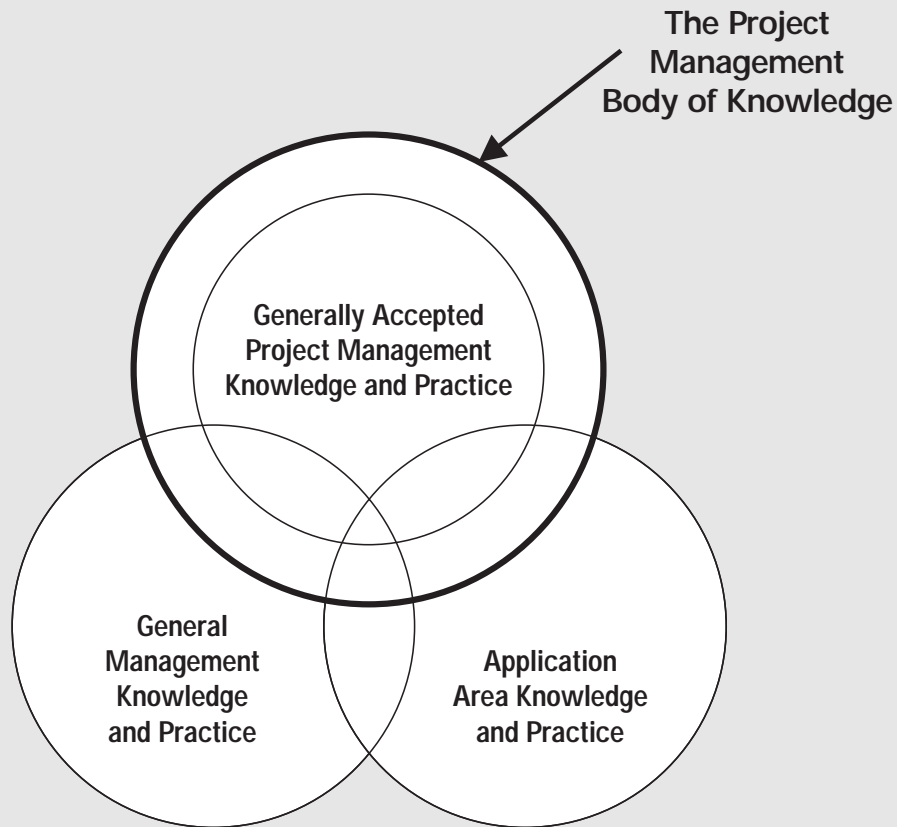 The Project
Management
Body of Knowledge
Generally Accepted
Project Management
Knowledge and Practice
General
Management
Knowledge
and Practice
Application
Area Knowledge
and Practice